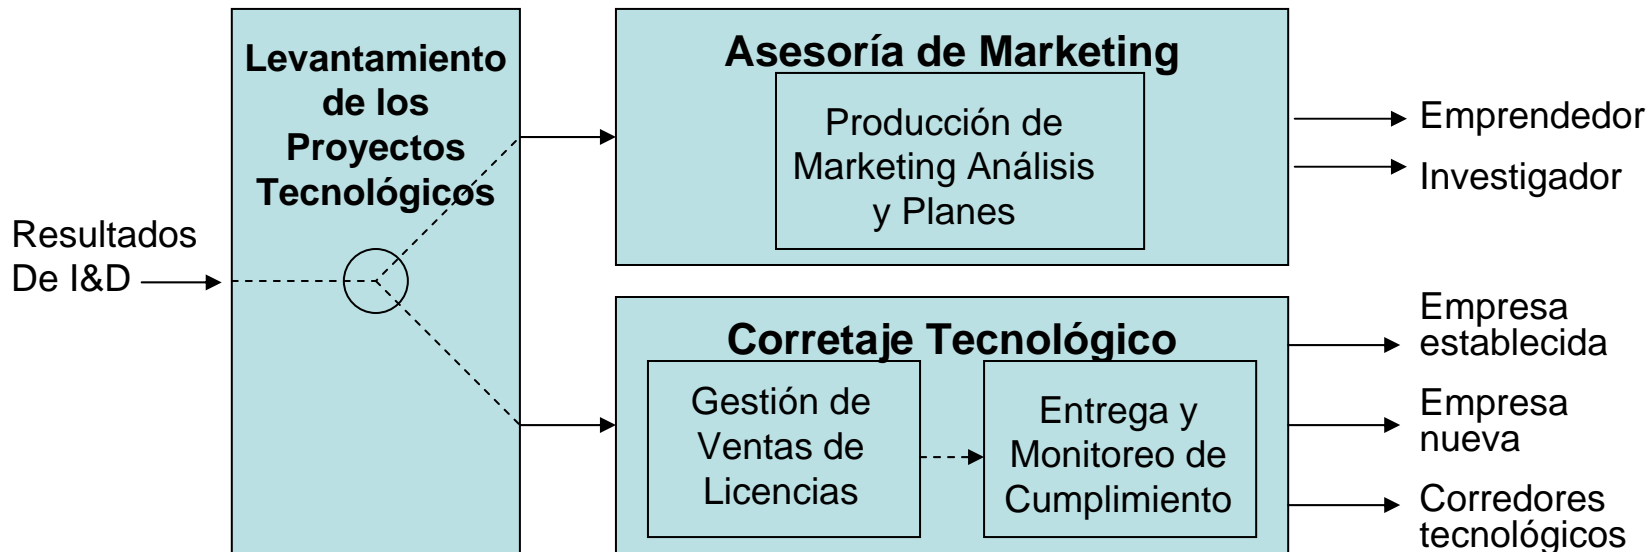 Levantamiento
de los
Proyectos
Tecnológicos
Resultados
De I&D
Asesoría de Marketing
Producción de
Marketing Análisis
y Planes
Emprendedor
Investigador
Corretaje Tecnológico
Gestión de
Ventas de
Licencias
Entrega y
Monitoreo de
Cumplimiento
Empresa
establecida
Empresa
nueva
Corredores
tecnológicos